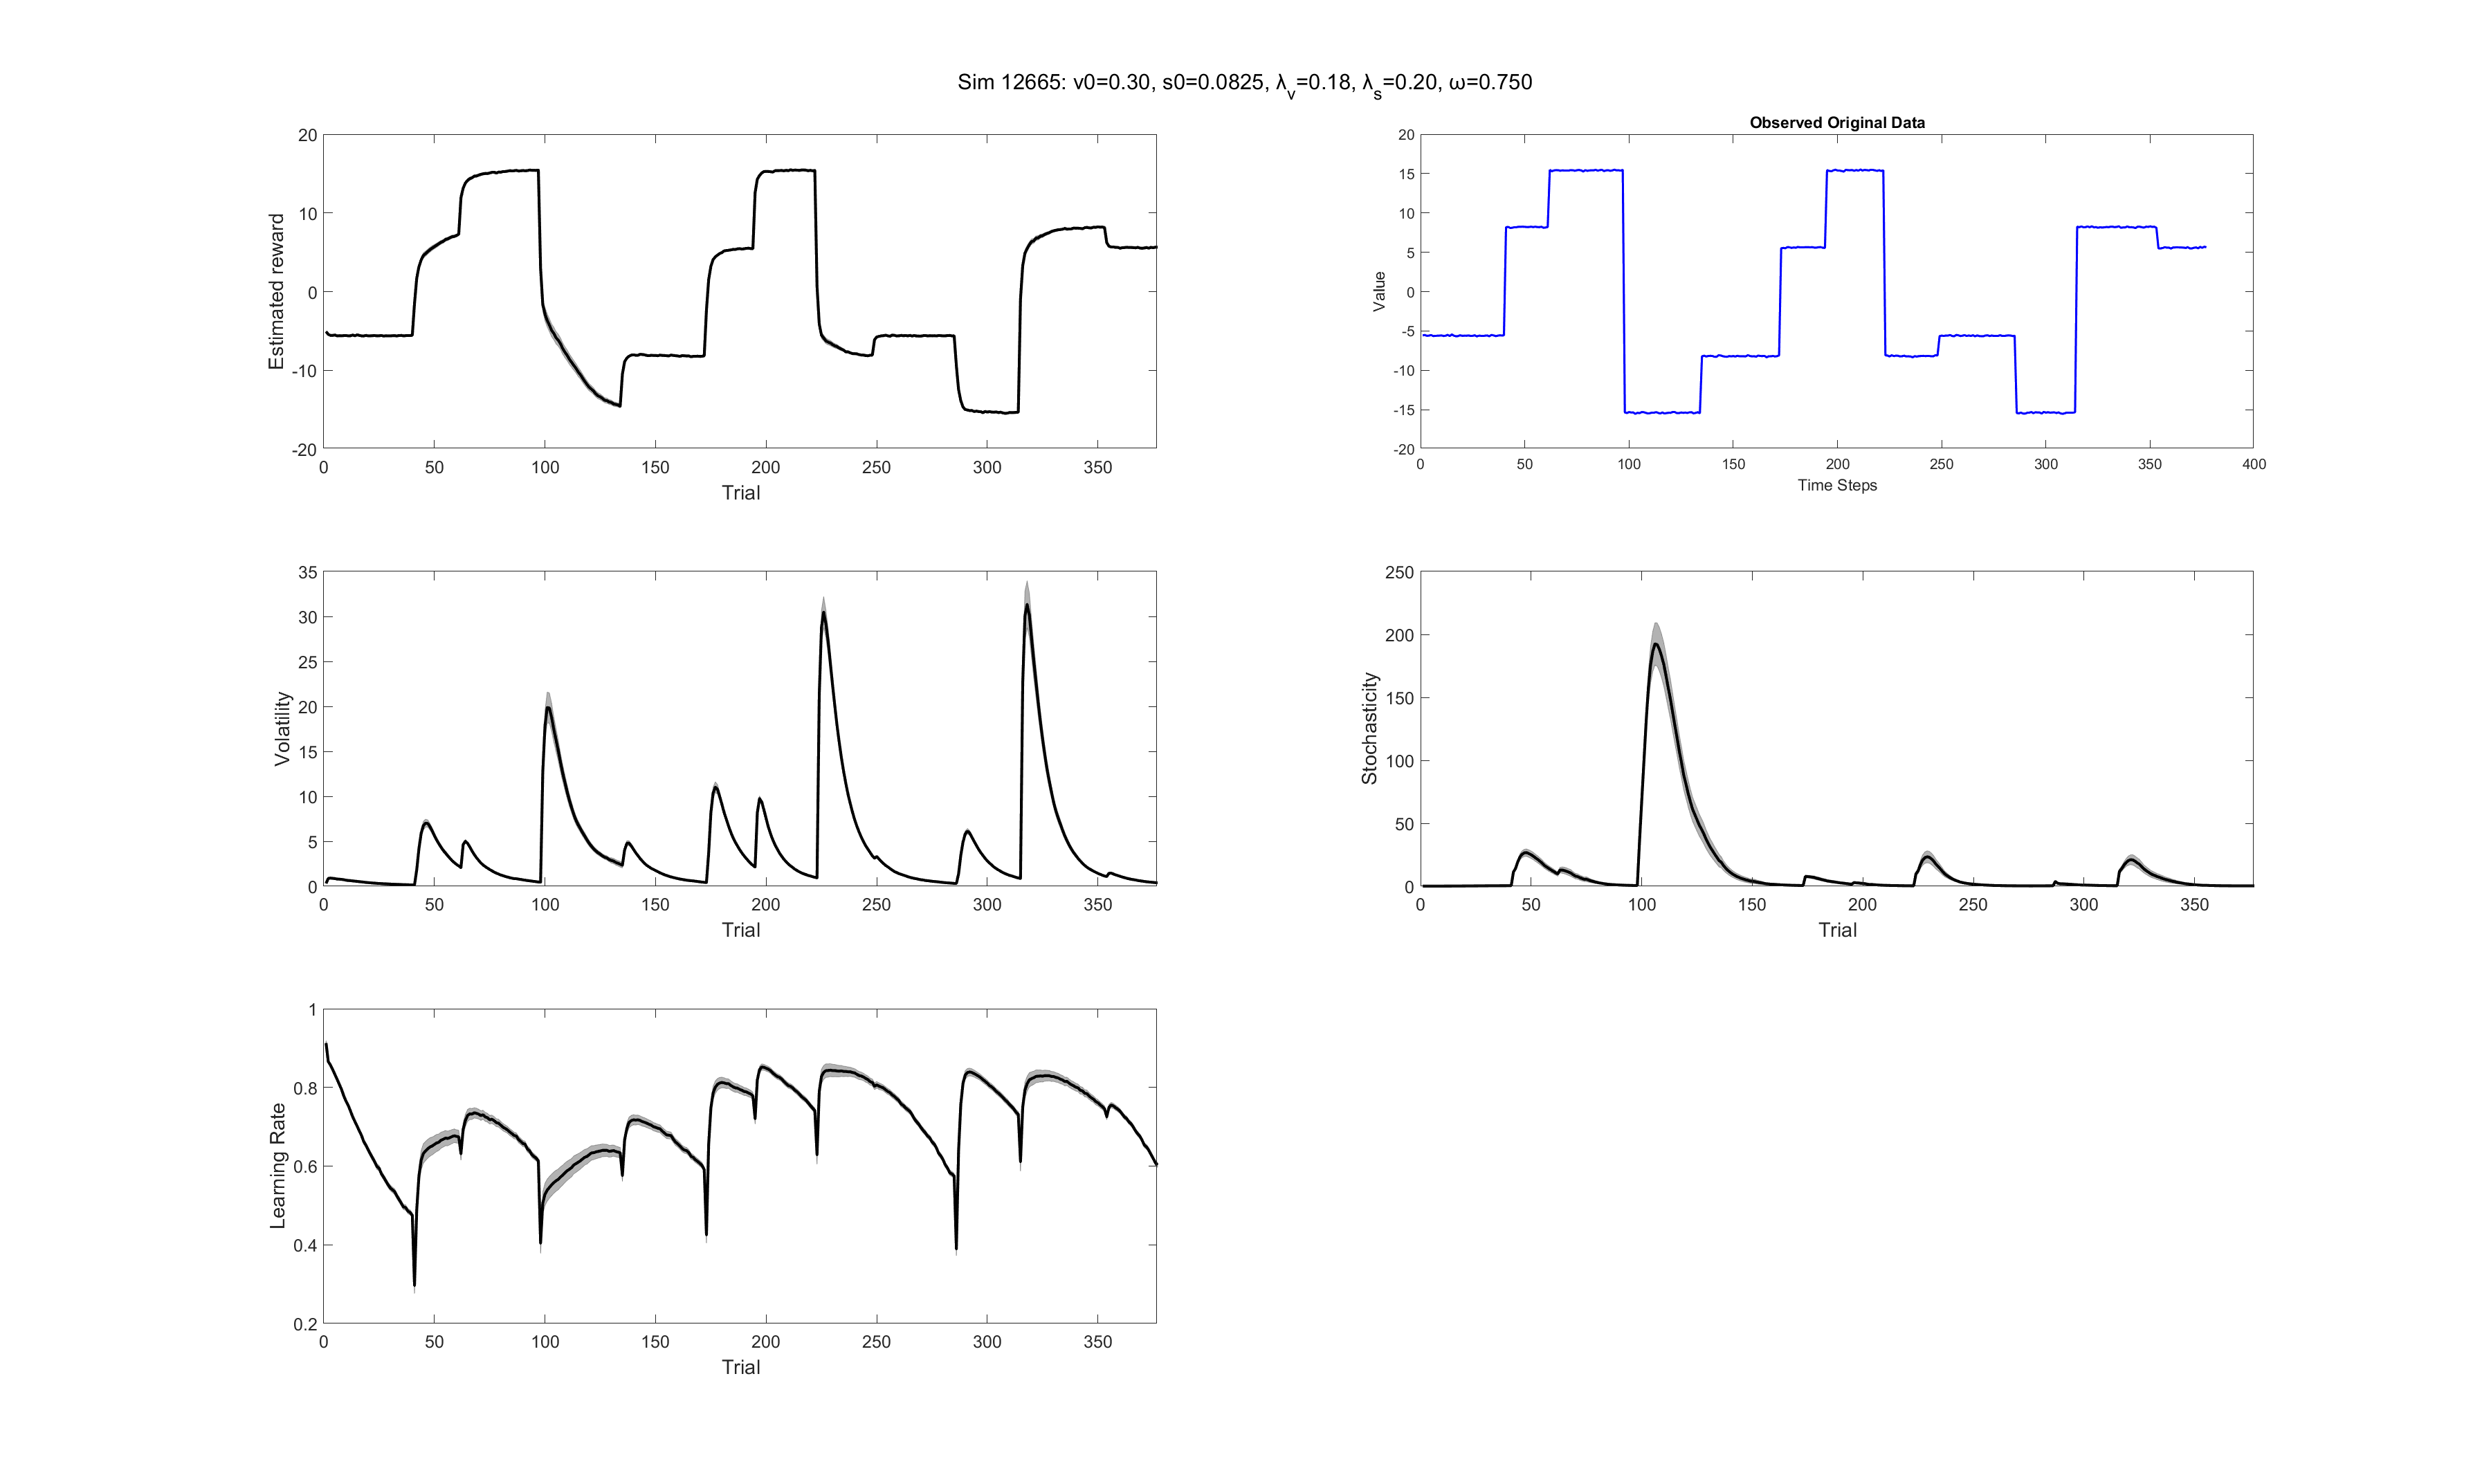 Sim 12665: v0=0.30, s0=0.0825, λv=0.18, λs=0.20, ω=0.750
20
10
0
-10
-20
Estimated reward
0 50 100 150 200 250 300 350
Trial
Observed Original Data
20
15
10
5
0
-5
-10
-15
-20
Value
0 50 100 150 200 250 300 350 400
Time Steps
35
30
25
20
15
10
5
0
Volatility
0 50 100 150 200 250 300 350
Trial
250
200
150
100
50
0
Stochasticity
0 50 100 150 200 250 300 350
Trial
1
0.8
0.6
0.4
0.2
Learning Rate
0 50 100 150 200 250 300 350
Trial